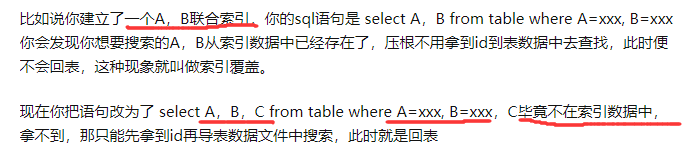 比如说你建立了一个A，B联合索引，你的sql语句是 select A，B from table where A=xxx, B=xxx
你会发现你想要搜索的A，B从索引数据中已经存在了，压根不用拿到id到表数据中去查找，此时便
不会回表，这种现象就叫做索引覆盖。
现在你把语句改为了 select A，B，C from table where A=xxx, B=xxx，C毕竟不在索引数据中，
拿不到，那只能先拿到id再导表数据文件中搜索，此时就是回表